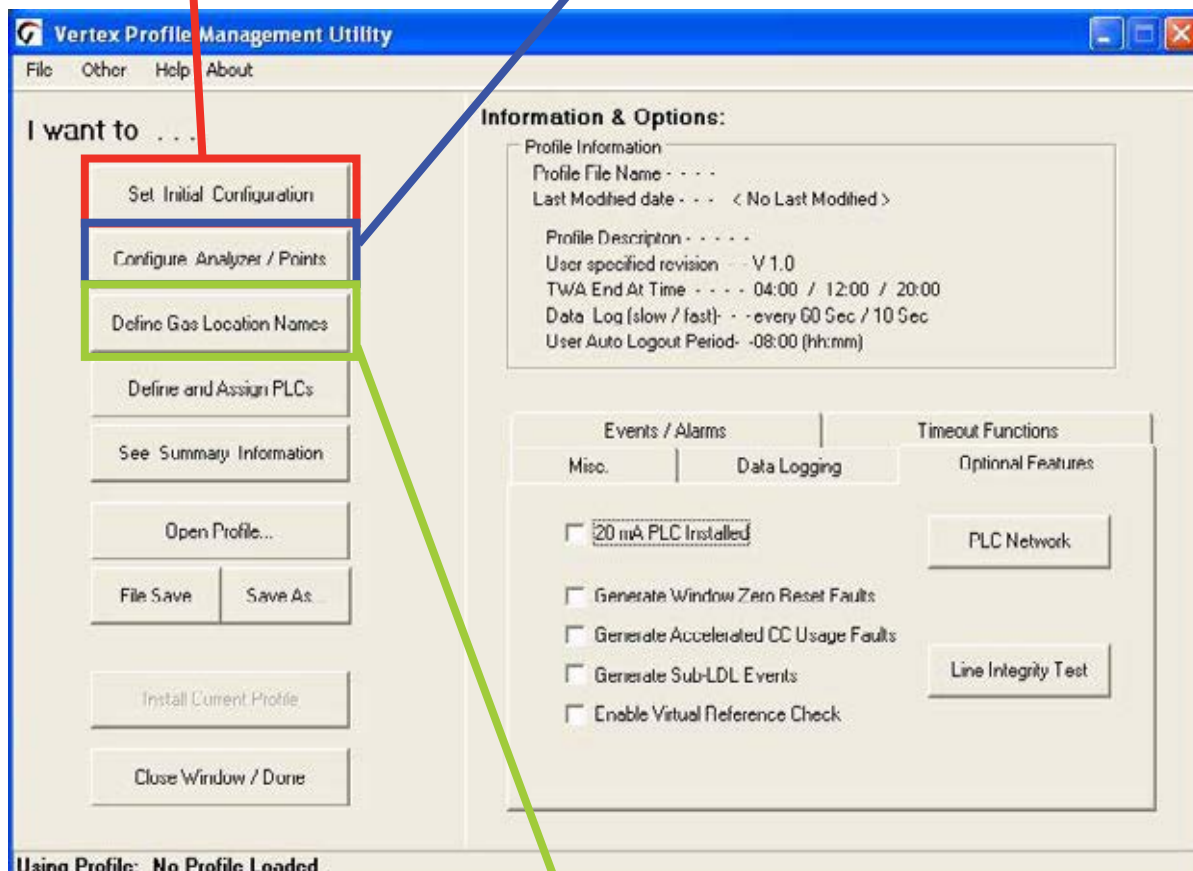 Vertex Profile Management Utility
File Other Help About
I want to . . .
Set Initial Configuration
Configure Analyzer / Points
Define Gas Location Names
Define and Assign PLCs
See Summary Information
Open Profile...
File Save
Save As...
Install Current Profile
Close Window / Done
Information & Options:
Profile Information
Profile File Name - - - -
Last Modified date - - - < No Last Modified >
Profile Descripton - - - - -
User specified revision - - V 1.0
TWA End At Time - - - - 04:00 / 12:00 / 20:00
Data Log (slow / fast)- - -every 60 Sec / 10 Sec
User Auto Logout Period- -08:00 (hh:mm)
Events / Alarms
Timeout Functions
Misc.
Data Logging
Optional Features
20 mA PLC Installed
PLC Network
Generate Window Zero Reset Faults
Generate Accelerated CC Usage Faults
Generate Sub-LDL Events
Line Integrity Test
Enable Virtual Reference Check
Using Profile: No Profile Loaded